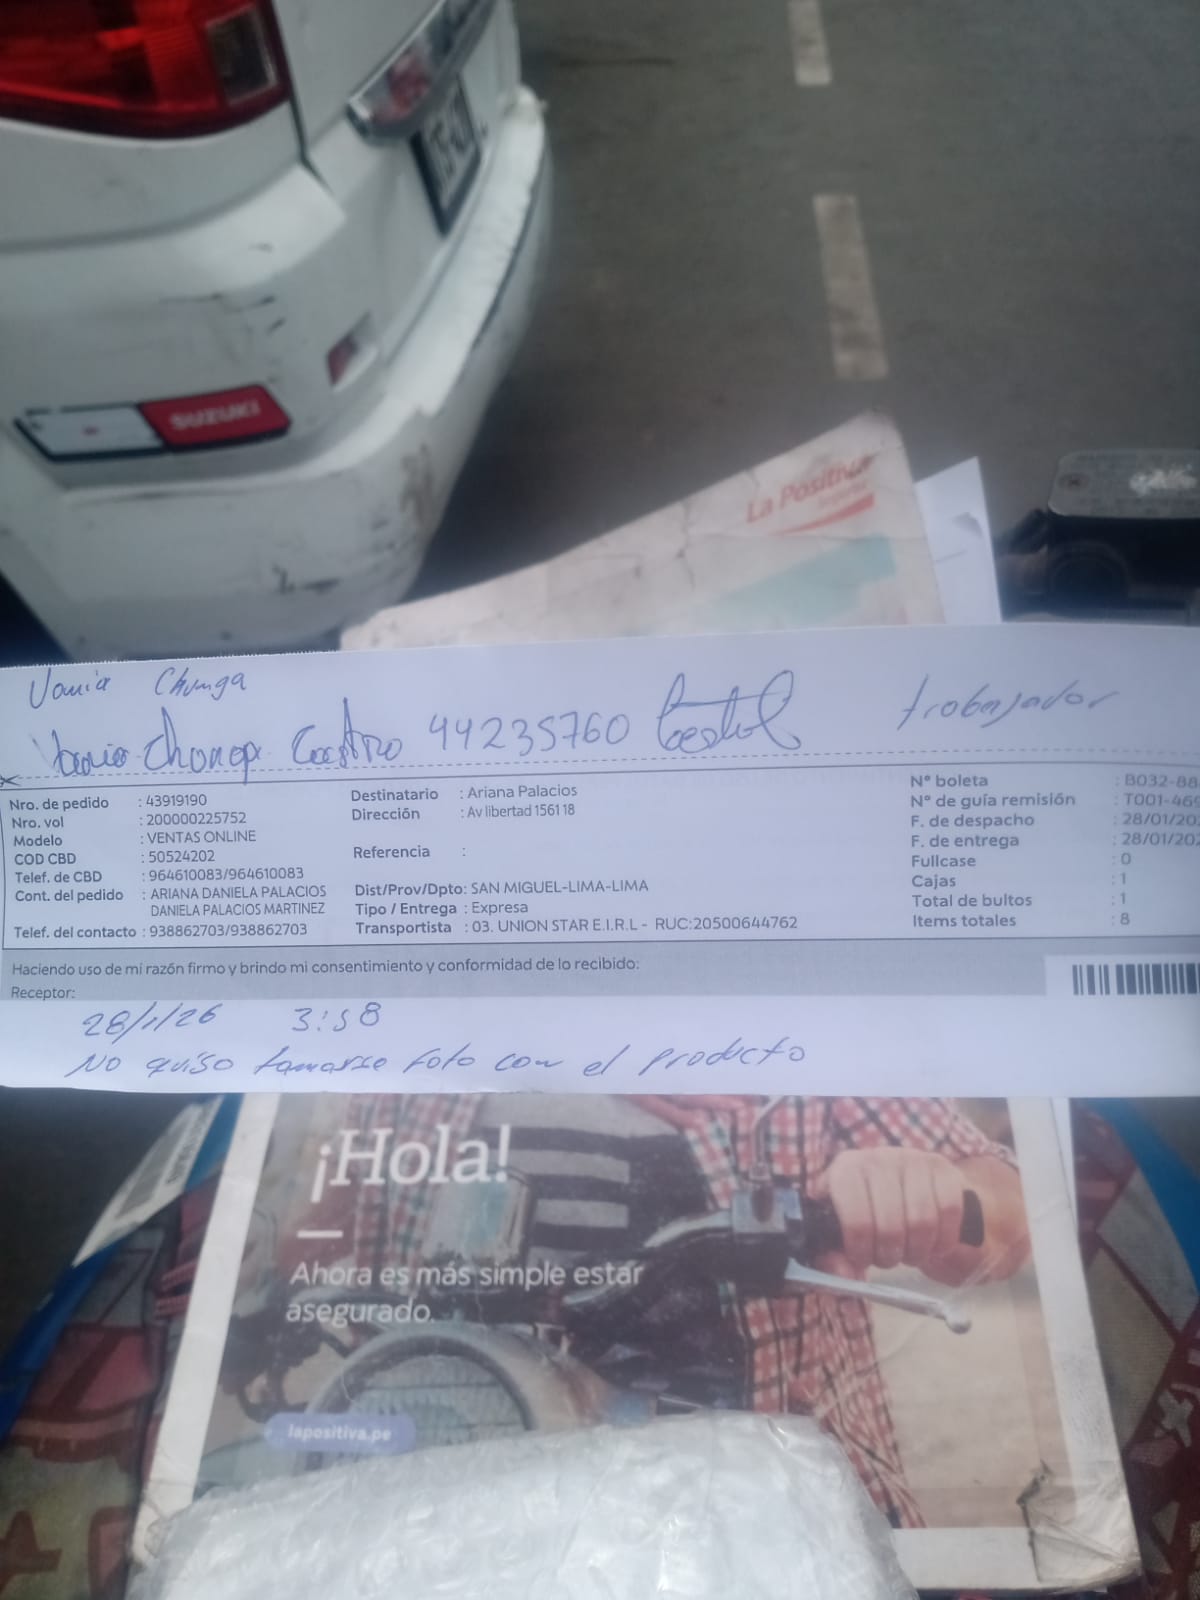 SUZUKI
La Positiva
Vania Chunga
Vania Chonga Castro 44235760 trabajador
Nro. de pedido : 43919190
Nro. vol : 200000225752
Modelo : VENTAS ONLINE
COD CBD : 50524202
Telef. de CBD : 964610083/964610083
Cont. del pedido : ARIANA DANIELA PALACIOS
DANIELA PALACIOS MARTINEZ
Telef. del contacto : 938862703/938862703
Destinatario : Ariana Palacios
Dirección : Av libertad 156118
Referencia :
Dist/Prov/Dpto: SAN MIGUEL-LIMA-LIMA
Tipo / Entrega : Expresa
Transportista : 03. UNION STAR E.I.R.L - RUC:20500644762
N° boleta : B032-88
N° de guía remisión : T001-469
F. de despacho : 28/01/202
F. de entrega : 28/01/202
Fullcase : 0
Cajas : 1
Total de bultos : 1
Items totales : 8
Haciendo uso de mi razón firmo y brindo mi consentimiento y conformidad de lo recibido:
Receptor:
28/1/26 3:58
No quiso tomarse foto con el producto
¡Hola!
Ahora es más simple estar
asegurado.
lapositiva.pe